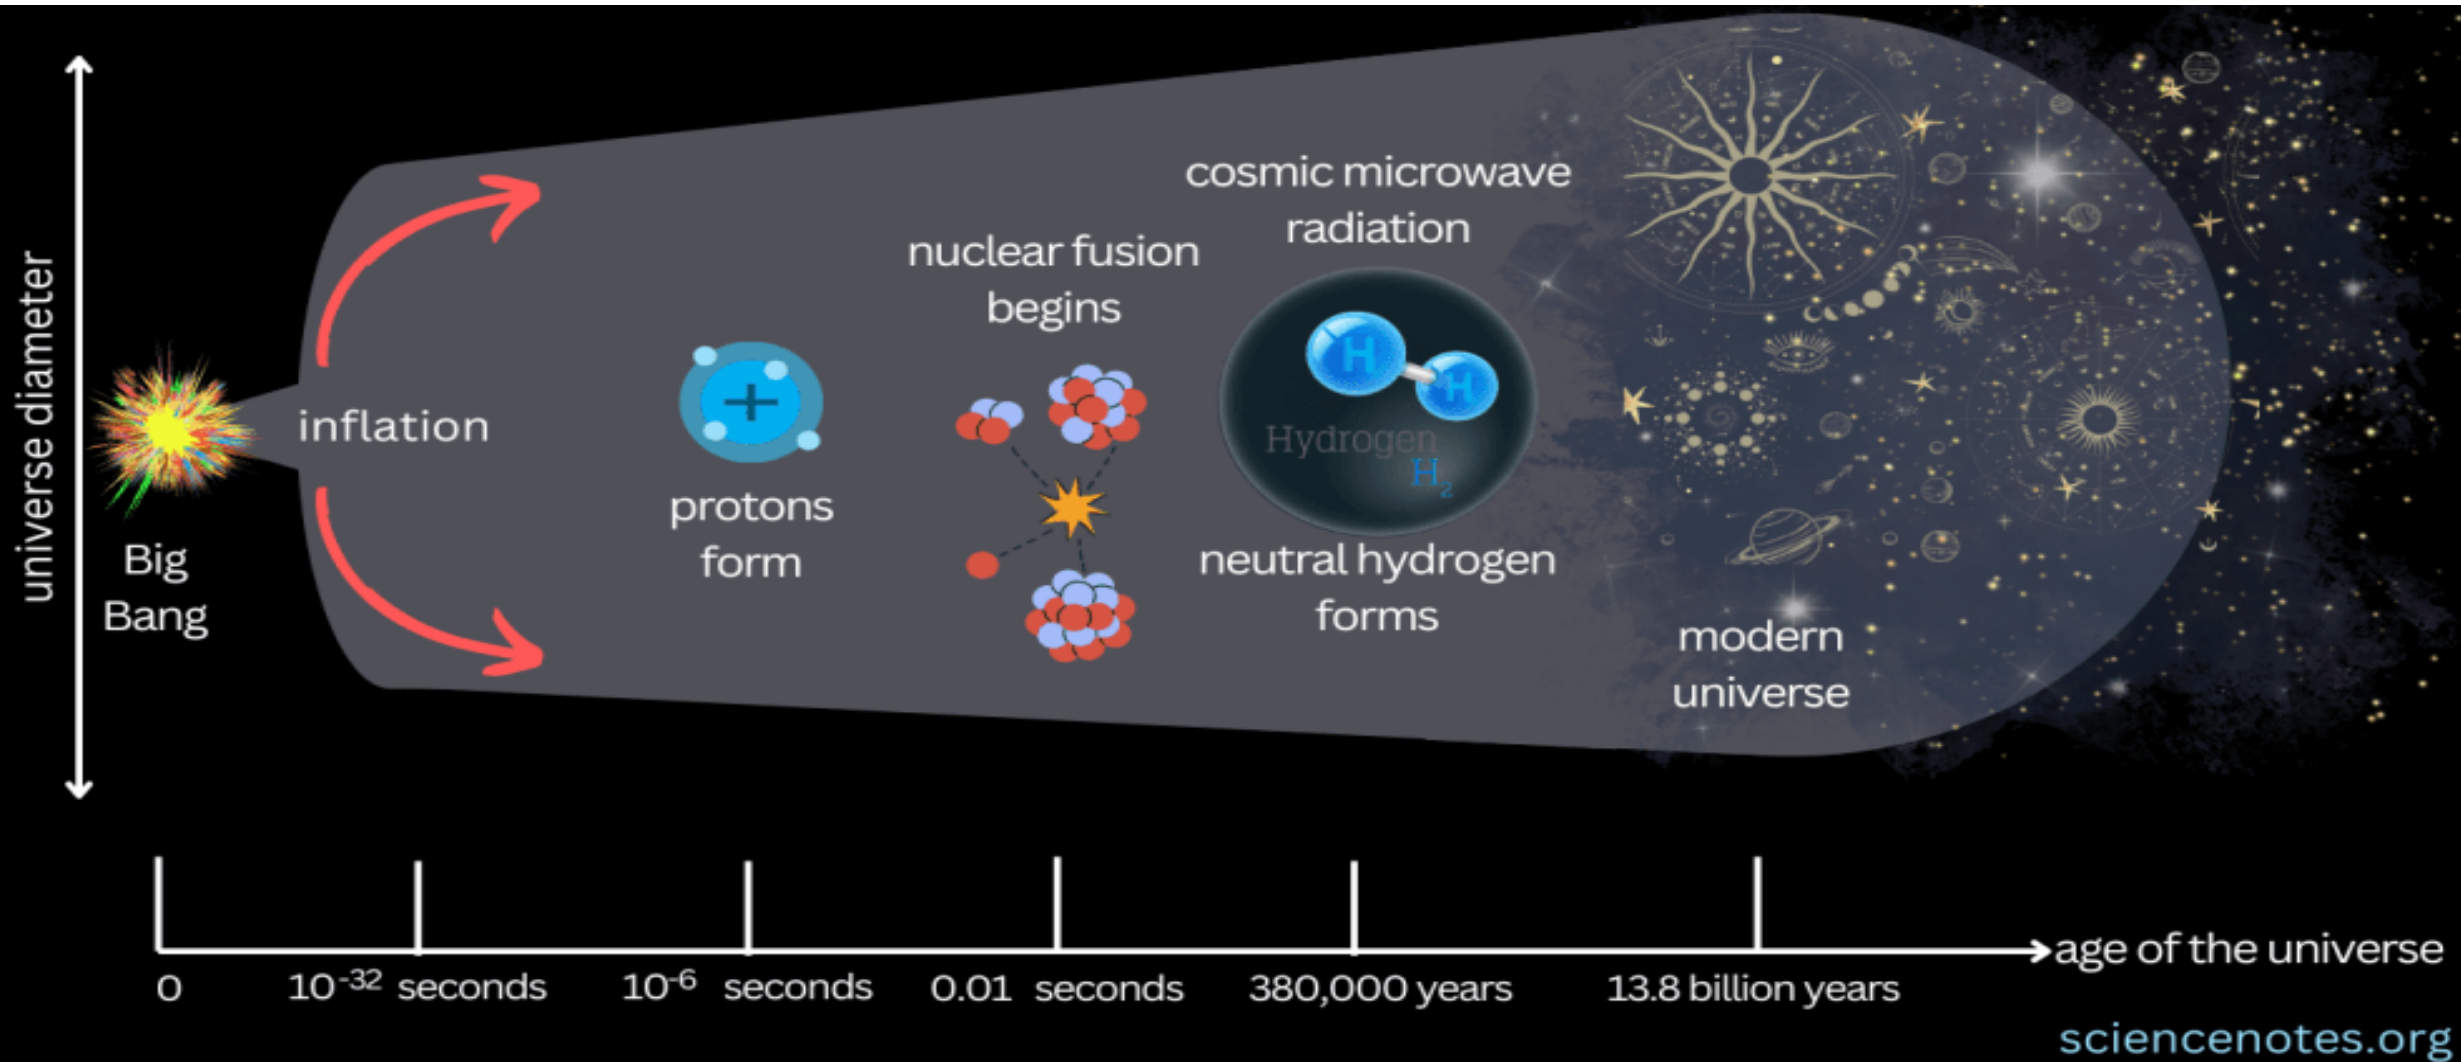 universe diameter
Big
Bang
inflation
protons
form
nuclear fusion
begins
cosmic microwave
radiation
H
H
Hydrogen
H₂
neutral hydrogen
forms
modern
universe
0
10⁻³² seconds
10⁻⁶ seconds
0.01 seconds
380,000 years
13.8 billion years
age of the universe
sciencenotes.org